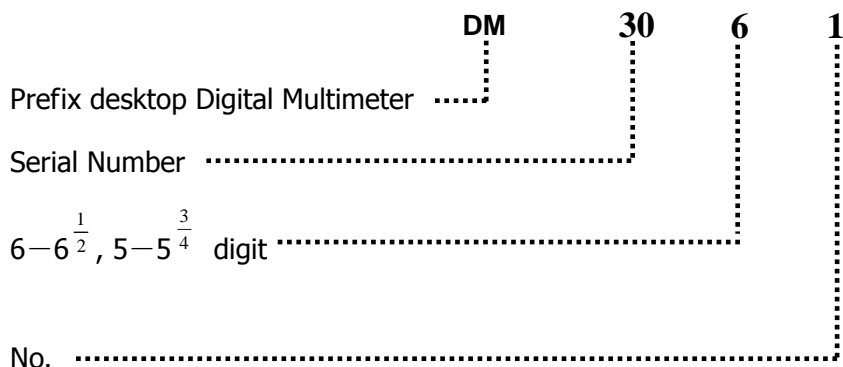 DM 30 6 1
Prefix desktop Digital Multimeter
Serial Number
6—6 1/2 , 5—5 3/4 digit
No.